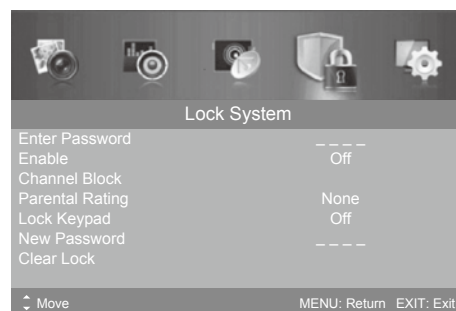 Lock System
Enter Password _ _ _ _
Enable Off
Channel Block
Parental Rating None
Lock Keypad Off
New Password _ _ _ _
Clear Lock
Move MENU: Return EXIT: Exit